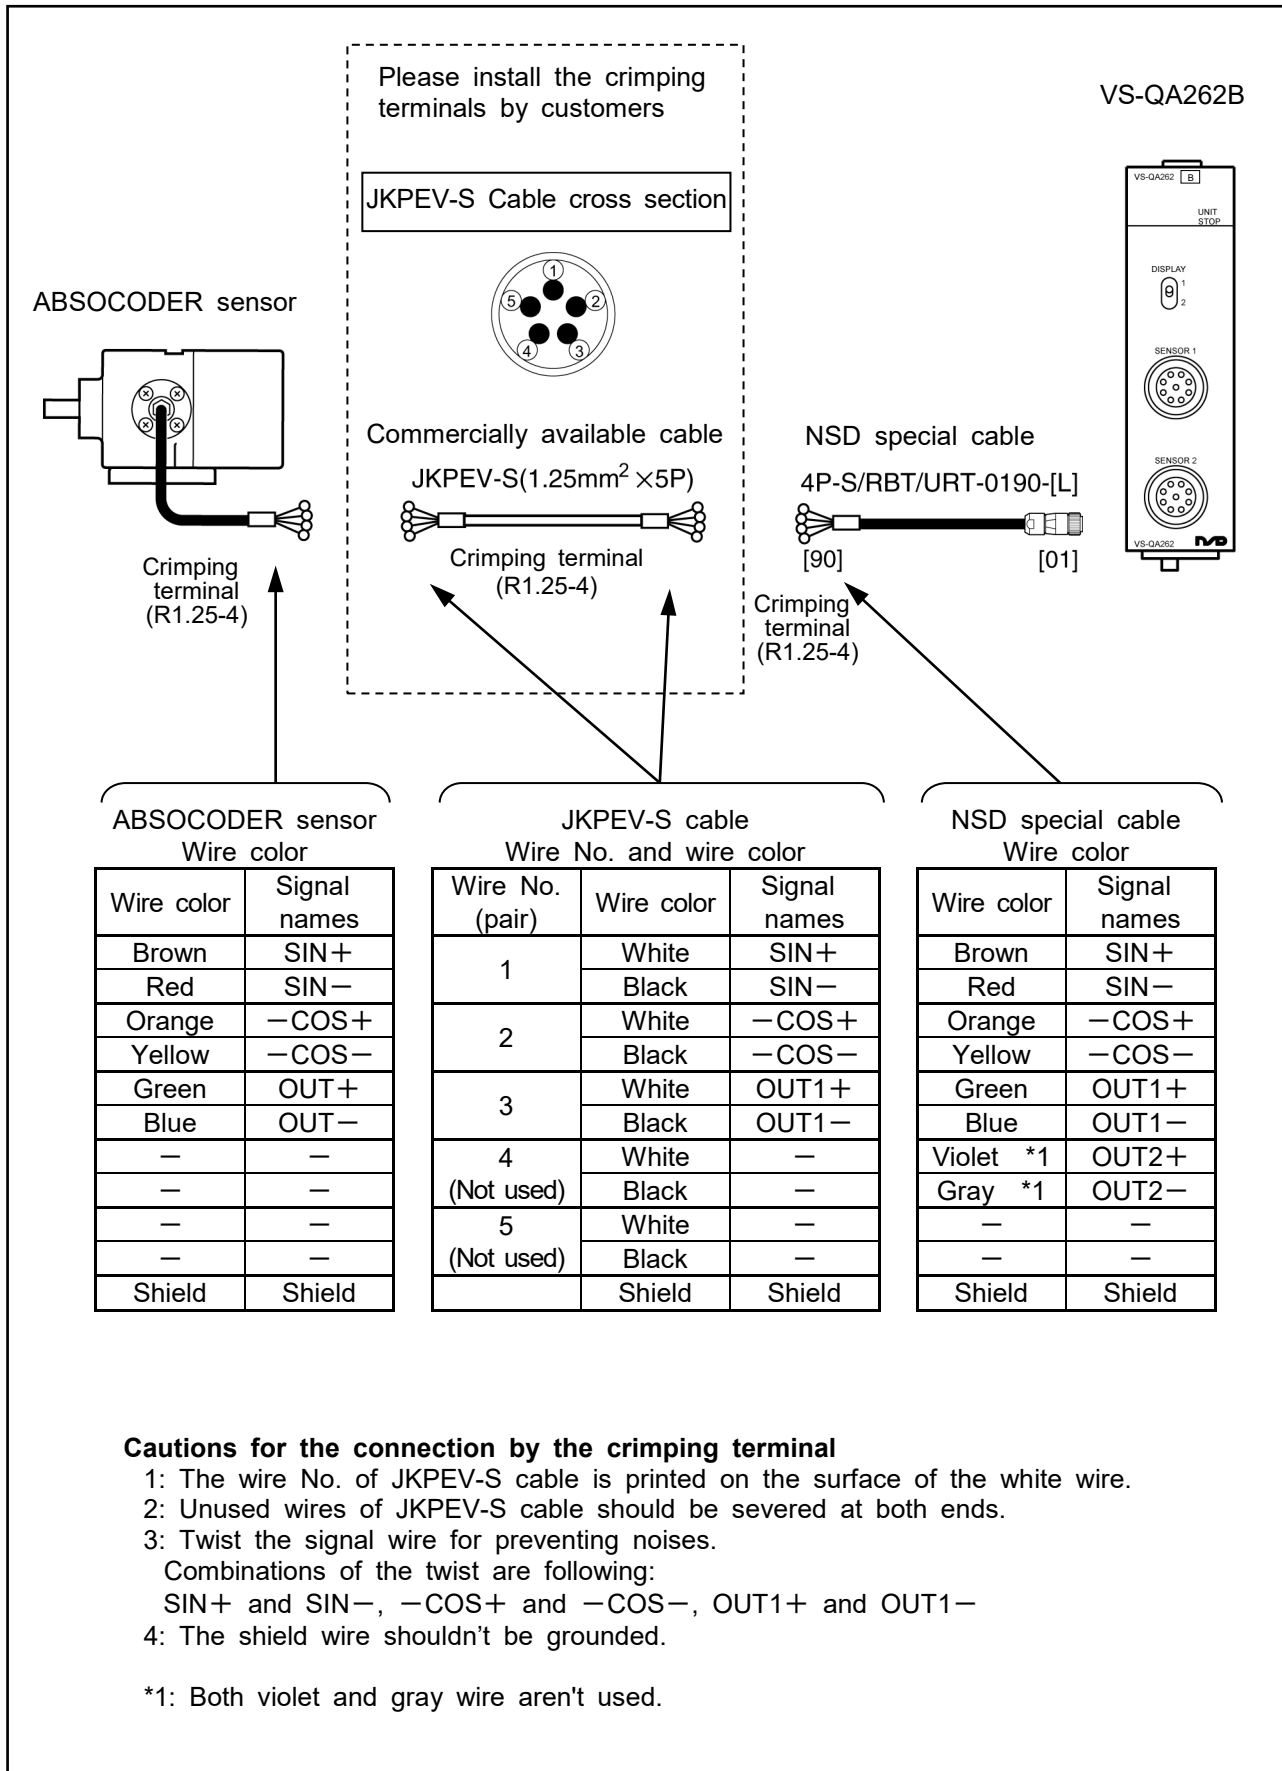 Please install the crimping
terminals by customers
VS-QA262B
JKPEV-S Cable cross section
1
5
2
4
3
ABSOCODER sensor
VS-QA262 B
UNIT
STOP
DISPLAY
1
2
SENSOR 1
SENSOR 2
VS-QA262 NSD
Commercially available cable
JKPEV-S(1.25mm² ×5P)
NSD special cable
4P-S/RBT/URT-0190-[L]
[90] [01]
Crimping
terminal
(R1.25-4)
Crimping terminal
(R1.25-4)
Crimping
terminal
(R1.25-4)
ABSOCODER sensor
Wire color
Wire color Signal names
Brown SIN+
Red SIN−
Orange −COS+
Yellow −COS−
Green OUT+
Blue OUT−
− −
− −
− −
− −
Shield Shield
JKPEV-S cable
Wire No. and wire color
Wire No. (pair) Wire color Signal names
1 White SIN+
Black SIN−
2 White −COS+
Black −COS−
3 White OUT1+
Black OUT1−
4 White −
(Not used) Black −
5 White −
(Not used) Black −
Shield Shield
NSD special cable
Wire color
Wire color Signal names
Brown SIN+
Red SIN−
Orange −COS+
Yellow −COS−
Green OUT1+
Blue OUT1−
Violet *1 OUT2+
Gray *1 OUT2−
− −
− −
Shield Shield
Cautions for the connection by the crimping terminal
1: The wire No. of JKPEV-S cable is printed on the surface of the white wire.
2: Unused wires of JKPEV-S cable should be severed at both ends.
3: Twist the signal wire for preventing noises.
Combinations of the twist are following:
SIN+ and SIN−, −COS+ and −COS−, OUT1+ and OUT1−
4: The shield wire shouldn’t be grounded.
*1: Both violet and gray wire aren't used.